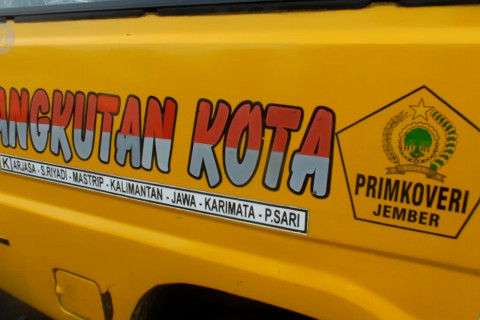 ANGKUTAN KOTA
K ARJASA - S.RIYADI - MASTRIP - KALIMANTAN - JAWA - KARIMATA - P.SARI
PRIMKOVERI
JEMBER